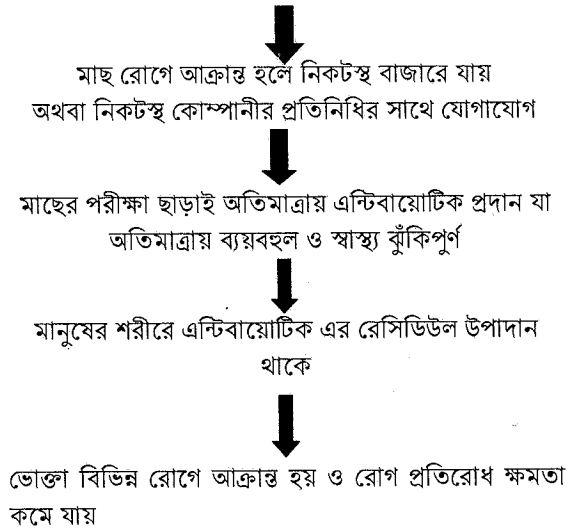 মাছ রোগে আক্রান্ত হলে নিকটস্থ বাজারে যায়
অথবা নিকটস্থ কোম্পানীর প্রতিনিধির সাথে যোগাযোগ
মাছের পরীক্ষা ছাড়াই অতিমাত্রায় এন্টিবায়োটিক প্রদান যা
অতিমাত্রায় ব্যয়বহুল ও স্বাস্থ্য ঝুঁকিপুর্ণ
মানুষের শরীরে এন্টিবায়োটিক এর রেসিডিউল উপাদান
থাকে
ভোক্তা বিভিন্ন রোগে আক্রান্ত হয় ও রোগ প্রতিরোধ ক্ষমতা
কমে যায়